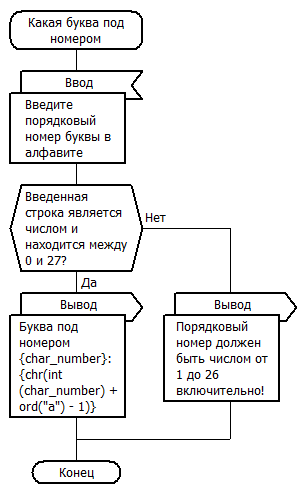 Какая буква под
номером
Ввод
Введите
порядковый
номер буквы в
алфавите
Введенная
строка является
числом и
находится между
0 и 27?
Нет
Да
Вывод
Буква под
номером
{char_number}:
{chr(int
(char_number) +
ord("a") - 1)}
Вывод
Порядковый
номер должен
быть числом от
1 до 26
включительно!
Конец